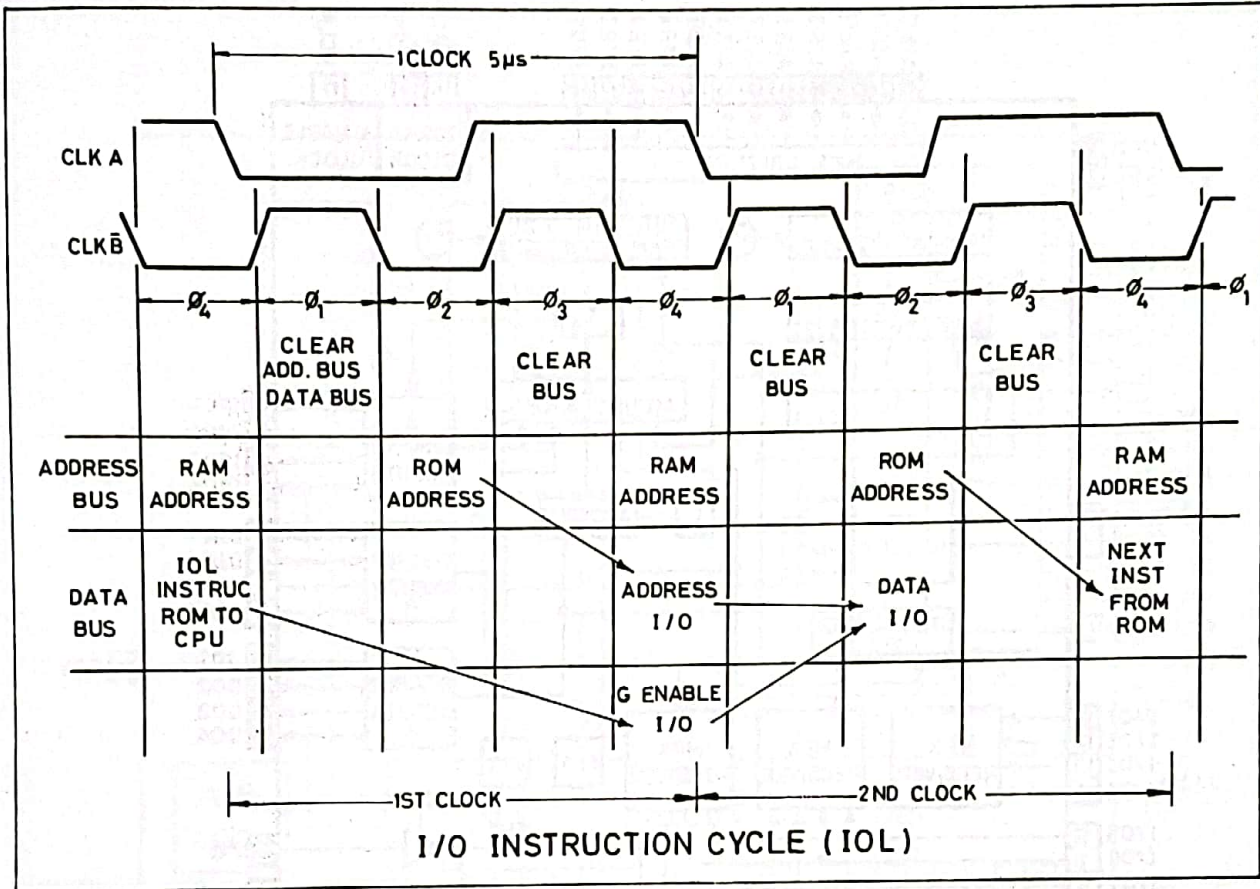 1 CLOCK 5µs
CLK A
CLK B̄
Ø4 Ø1 Ø2 Ø3 Ø4 Ø1 Ø2 Ø3 Ø4 Ø1
CLEAR
ADD. BUS
DATA BUS
CLEAR
BUS
CLEAR
BUS
CLEAR
BUS
ADDRESS
BUS
RAM
ADDRESS
ROM
ADDRESS
RAM
ADDRESS
ROM
ADDRESS
RAM
ADDRESS
DATA
BUS
IOL
INSTRUC
ROM TO
CPU
ADDRESS
I/O
DATA
I/O
NEXT
INST
FROM
ROM
G ENABLE
I/O
1ST CLOCK
2ND CLOCK
I/O INSTRUCTION CYCLE (IOL)